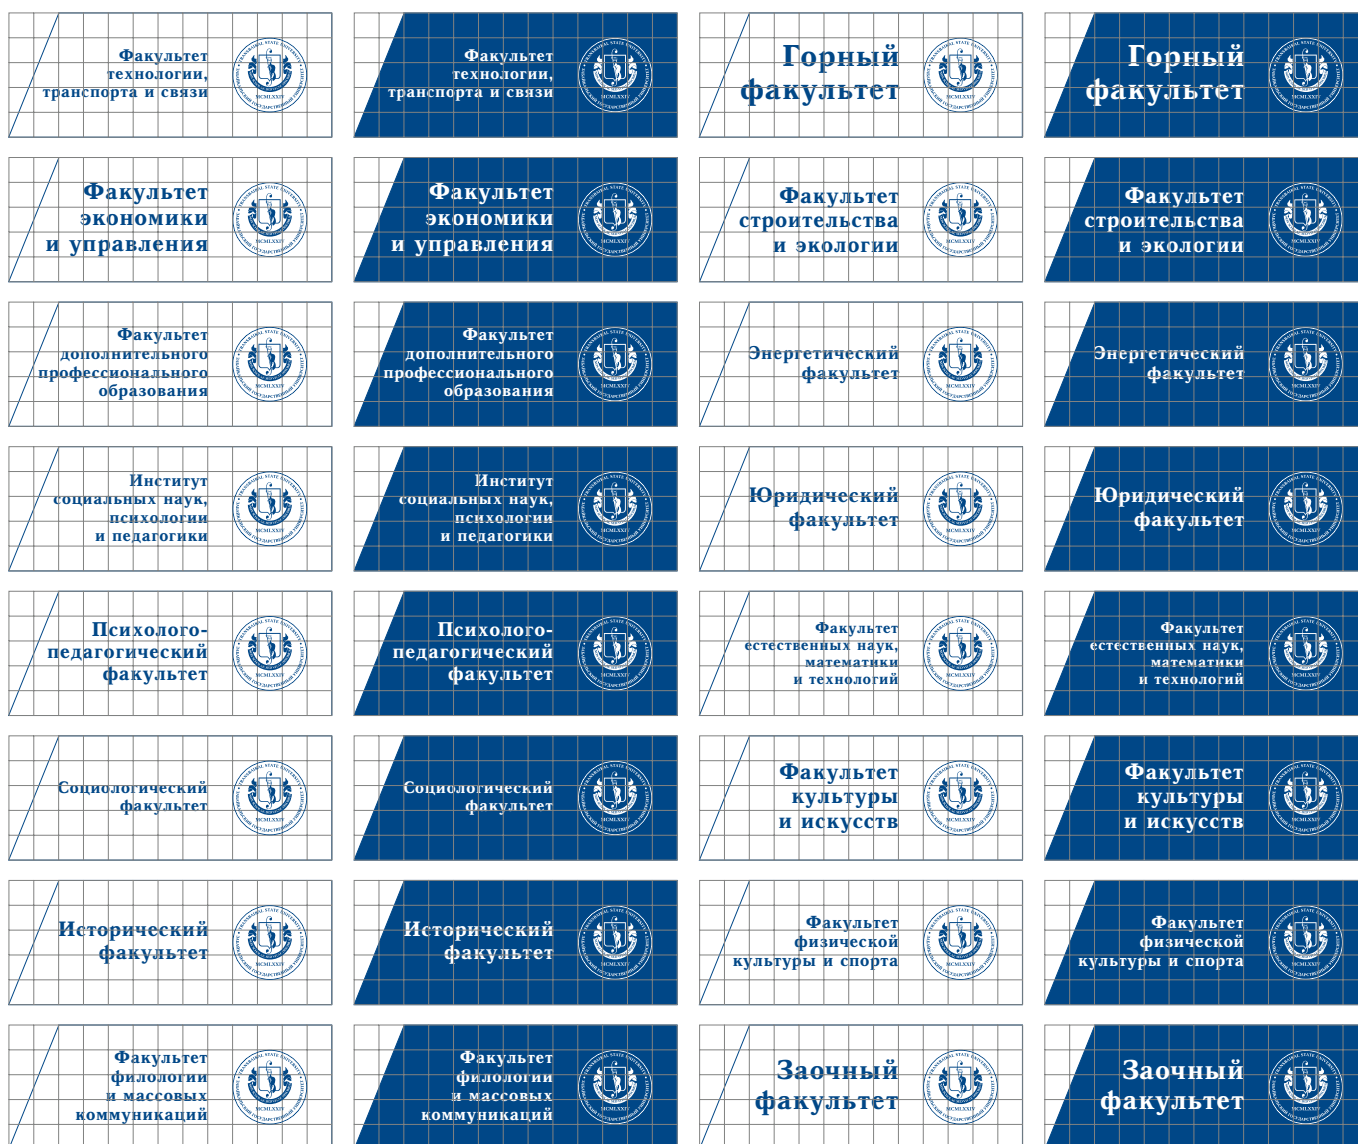 Факультет
технологии,
транспорта и связи
Факультет
технологии,
транспорта и связи
Горный
факультет
Горный
факультет
Факультет
экономики
и управления
Факультет
экономики
и управления
Факультет
строительства
и экологии
Факультет
строительства
и экологии
Факультет
дополнительного
профессионального
образования
Факультет
дополнительного
профессионального
образования
Энергетический
факультет
Энергетический
факультет
Институт
социальных наук,
психологии
и педагогики
Институт
социальных наук,
психологии
и педагогики
Юридический
факультет
Юридический
факультет
Психолого-
педагогический
факультет
Психолого-
педагогический
факультет
Факультет
естественных наук,
математики
и технологий
Факультет
естественных наук,
математики
и технологий
Социологический
факультет
Социологический
факультет
Факультет
культуры
и искусств
Факультет
культуры
и искусств
Исторический
факультет
Исторический
факультет
Факультет
физической
культуры и спорта
Факультет
физической
культуры и спорта
Факультет
филологии
и массовых
коммуникаций
Факультет
филологии
и массовых
коммуникаций
Заочный
факультет
Заочный
факультет